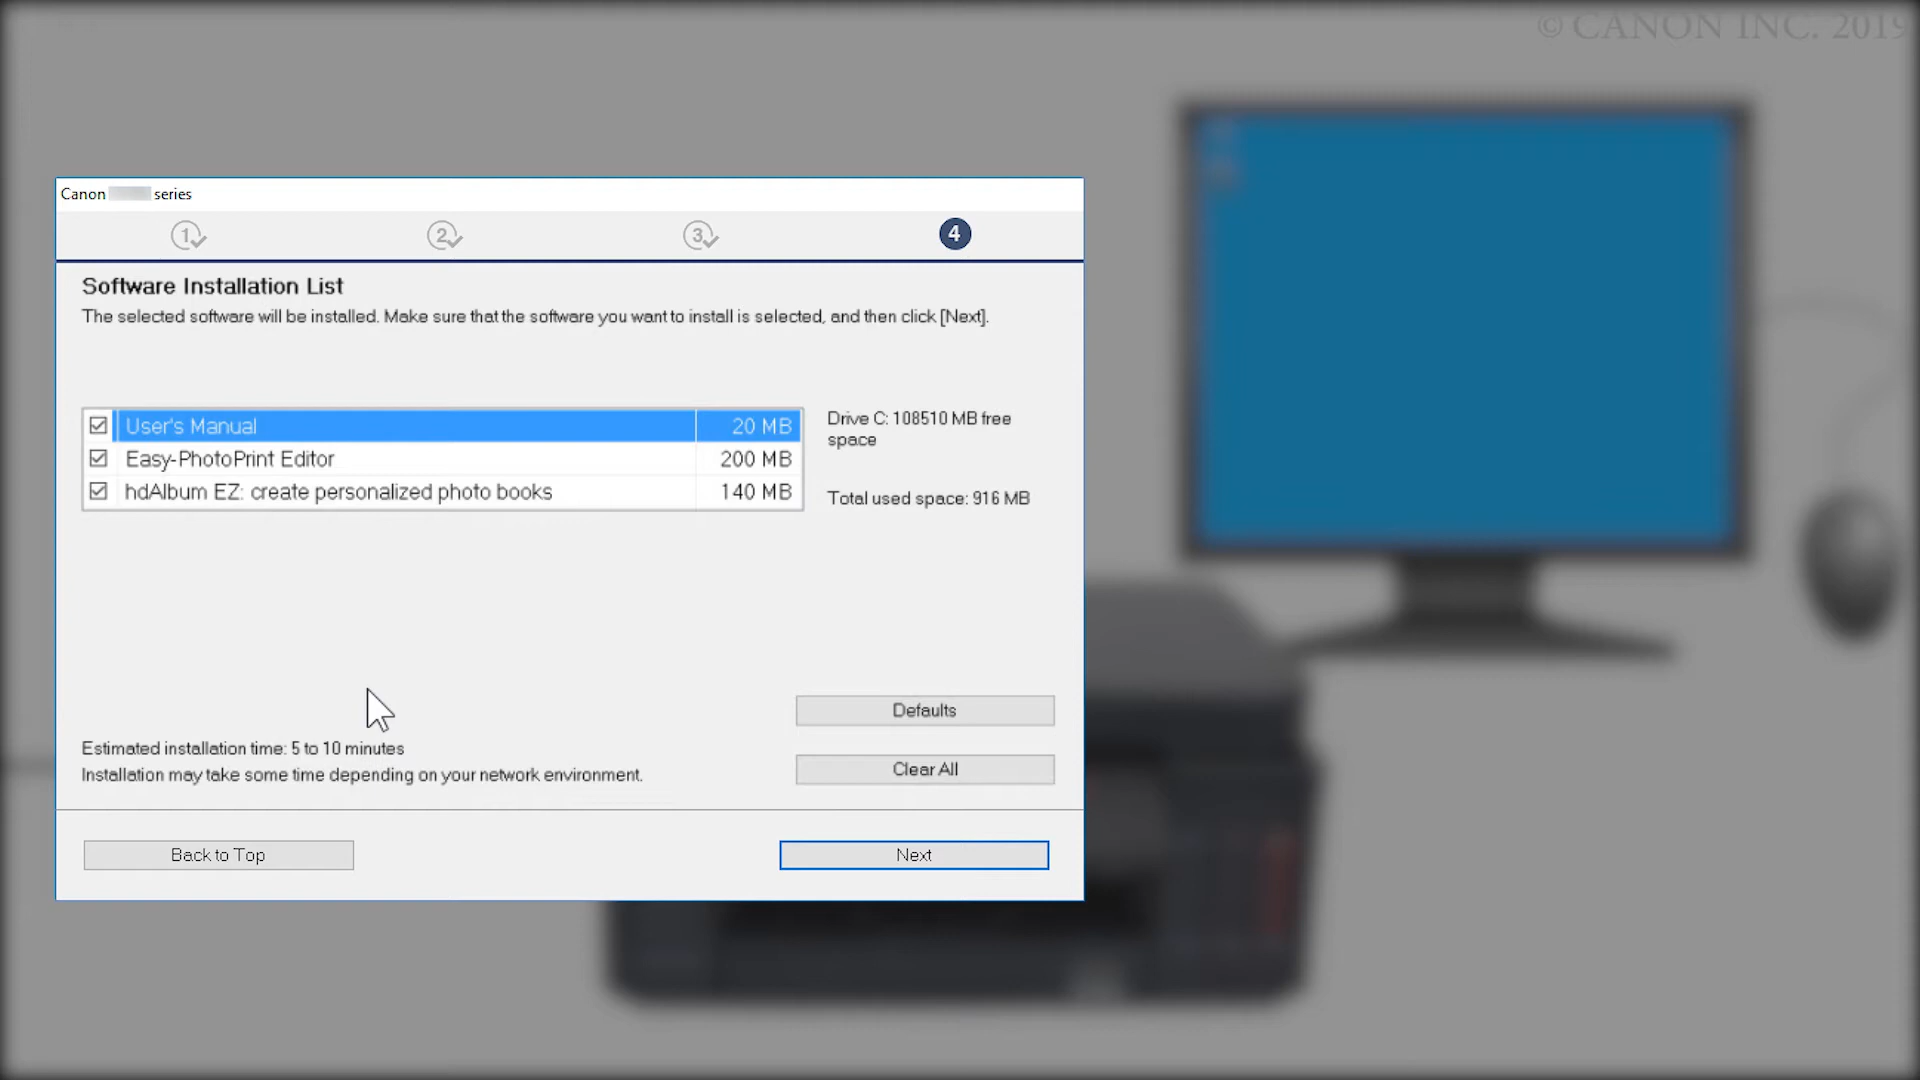 © CANON INC. 2019
Canon series
1 2 3 4
Software Installation List
The selected software will be installed. Make sure that the software you want to install is selected, and then click [Next].
User's Manual 20 MB
Easy-PhotoPrint Editor 200 MB
hdAlbum EZ: create personalized photo books 140 MB
Drive C: 108510 MB free
space
Total used space: 916 MB
Defaults
Estimated installation time: 5 to 10 minutes
Installation may take some time depending on your network environment.
Clear All
Back to Top
Next